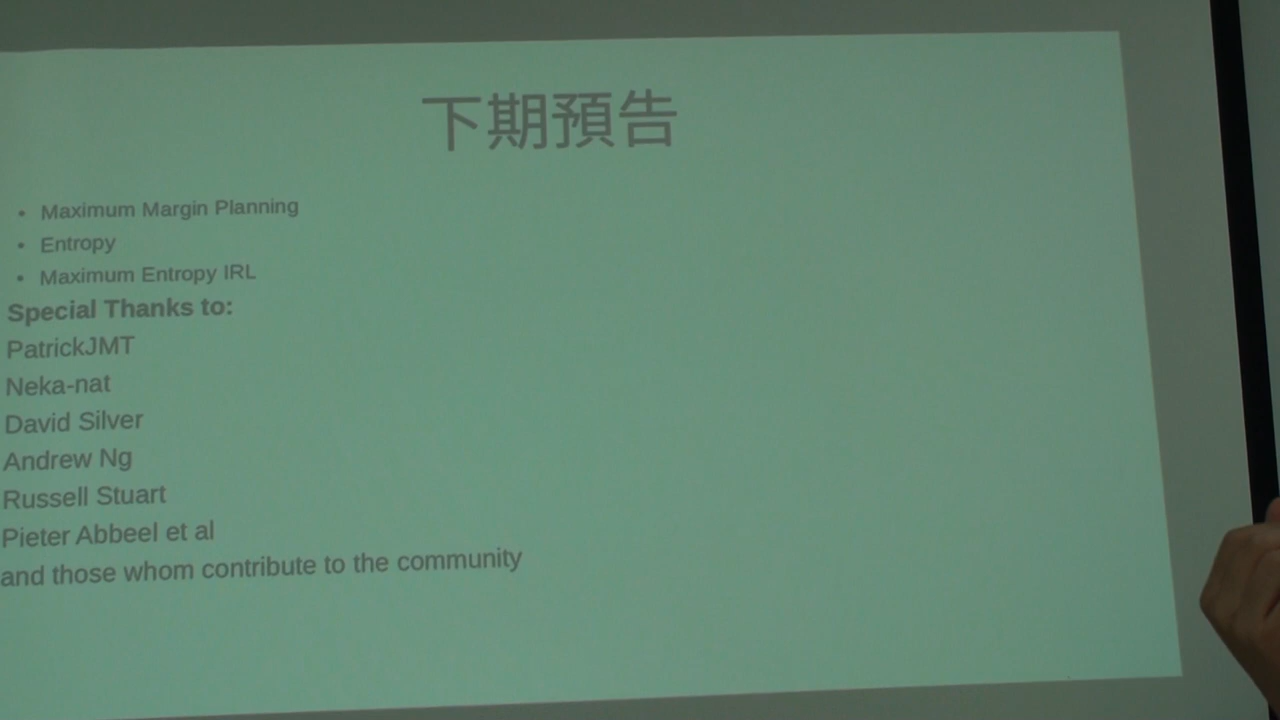 下期預告
• Maximum Margin Planning
• Entropy
• Maximum Entropy IRL
Special Thanks to:
PatrickJMT
Neka-nat
David Silver
Andrew Ng
Russell Stuart
Pieter Abbeel et al
and those whom contribute to the community